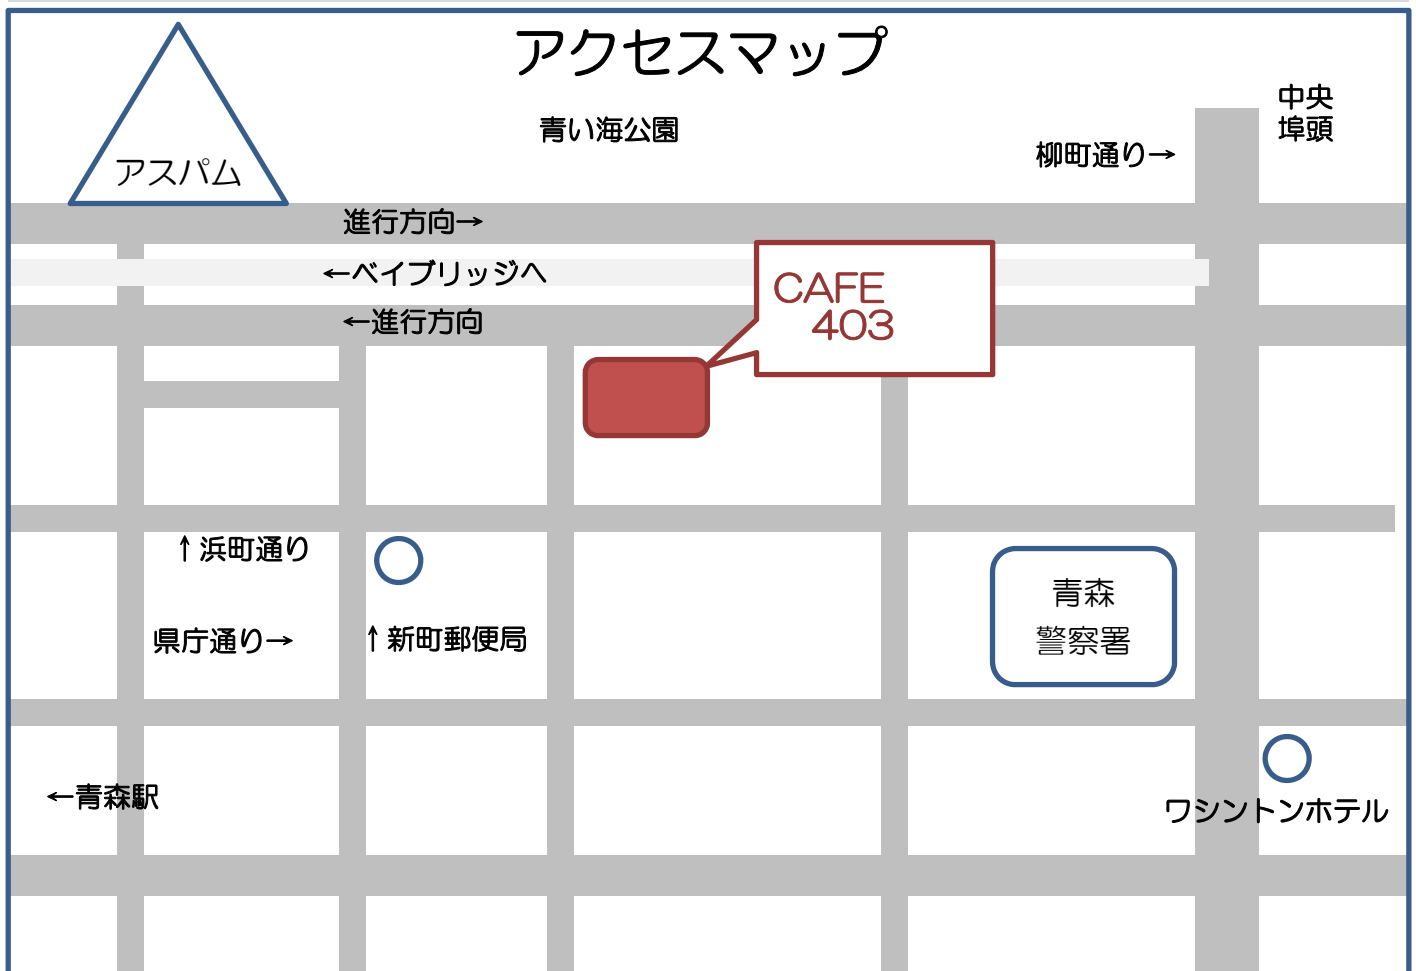 アクセスマップ
中央
埠頭
青い海公園
柳町通り→
アスパム
進行方向→
←ベイブリッジへ
CAFE
403
←進行方向
↑浜町通り
県庁通り→
↑新町郵便局
青森
警察署
←青森駅
ワシントンホテル